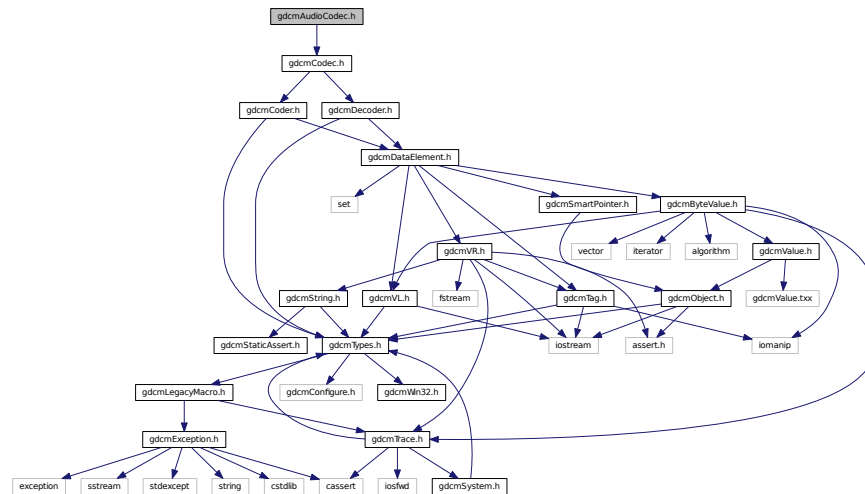 gdcmAudioCodec.h
gdcmCodec.h
gdcmCoder.h
gdcmDecoder.h
gdcmDataElement.h
set
gdcmSmartPointer.h
gdcmByteValue.h
gdcmVR.h
vector
iterator
algorithm
gdcmValue.h
gdcmString.h
gdcmVL.h
fstream
gdcmTag.h
gdcmObject.h
gdcmValue.txx
gdcmStaticAssert.h
gdcmTypes.h
iostream
assert.h
iomanip
gdcmLegacyMacro.h
gdcmConfigure.h
gdcmWin32.h
gdcmException.h
gdcmTrace.h
exception
sstream
stdexcept
string
cstdlib
cassert
iosfwd
gdcmSystem.h